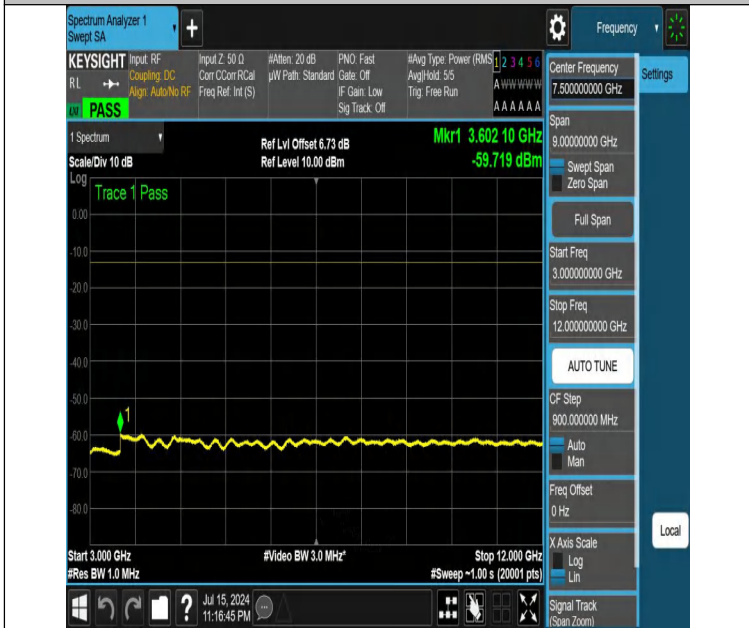 Spectrum Analyzer 1
Swept SA
Frequency
KEYSIGHT
RL
PASS
Input: RF
Coupling: DC
Align: Auto/No RF
Input Z: 50 Ω
Corr CCorr RCal
Freq Ref: Int (S)
#Atten: 20 dB
µW Path: Standard
PNO: Fast
Gate: Off
IF Gain: Low
Sig Track: Off
#Avg Type: Power (RMS
Avg|Hold: 5/5
Trig: Free Run
1 2 3 4 5 6
A W W W W W
A A A A A A
1 Spectrum
Scale/Div 10 dB
Ref Lvl Offset 6.73 dB
Ref Level 10.00 dBm
Mkr1 3.602 10 GHz
-59.719 dBm
Log
Trace 1 Pass
0.00
-10.0
-20.0
-30.0
-40.0
-50.0
-60.0
-70.0
-80.0
1
Start 3.000 GHz
#Res BW 1.0 MHz
#Video BW 3.0 MHz*
Stop 12.000 GHz
#Sweep ~1.00 s (20001 pts)
Jul 15, 2024
11:16:45 PM
Center Frequency
7.500000000 GHz
Settings
Span
9.00000000 GHz
Swept Span
Zero Span
Full Span
Start Freq
3.000000000 GHz
Stop Freq
12.000000000 GHz
AUTO TUNE
CF Step
900.000000 MHz
Auto
Man
Freq Offset
0 Hz
X Axis Scale
Log
Lin
Local
Signal Track
(Span Zoom)